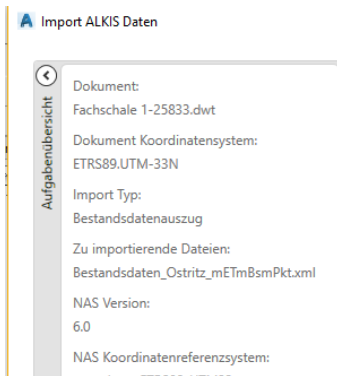 Import ALKIS Daten
Aufgabenübersicht
Dokument:
Fachschale 1-25833.dwt
Dokument Koordinatensystem:
ETRS89.UTM-33N
Import Typ:
Bestandsdatenauszug
Zu importierende Dateien:
Bestandsdaten_Ostritz_mETmBsmPkt.xml
NAS Version:
6.0
NAS Koordinatenreferenzsystem: